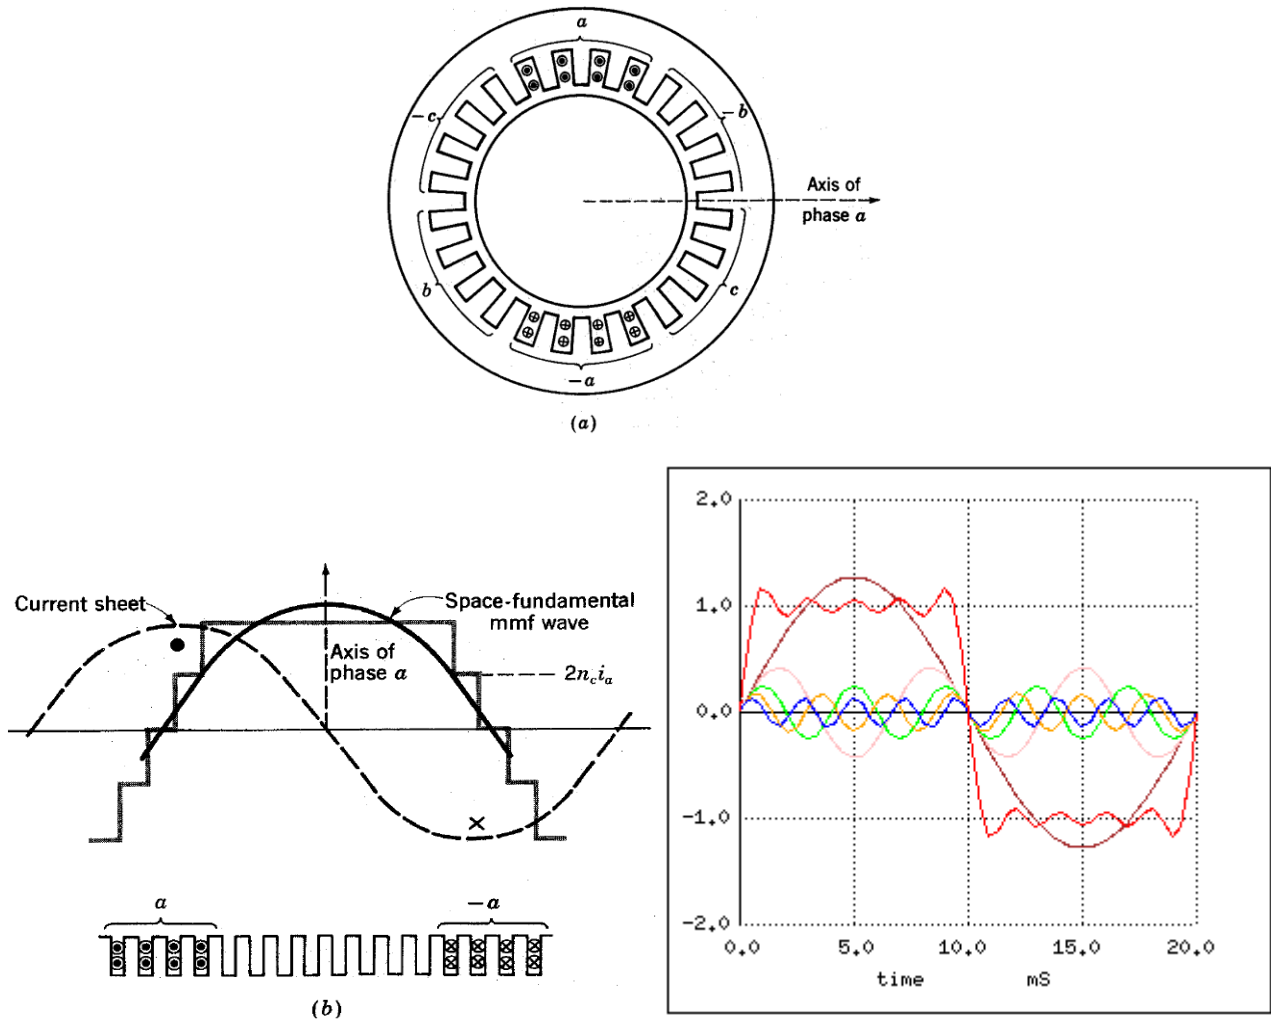 a
−c
−b
Axis of
phase a
b
c
−a
(a)
Current sheet
Space-fundamental
mmf wave
Axis of
phase a
2n_c i_a
a
−a
(b)
2.0
1.0
0.0
-1.0
-2.0
0.0 5.0 10.0 15.0 20.0
time mS